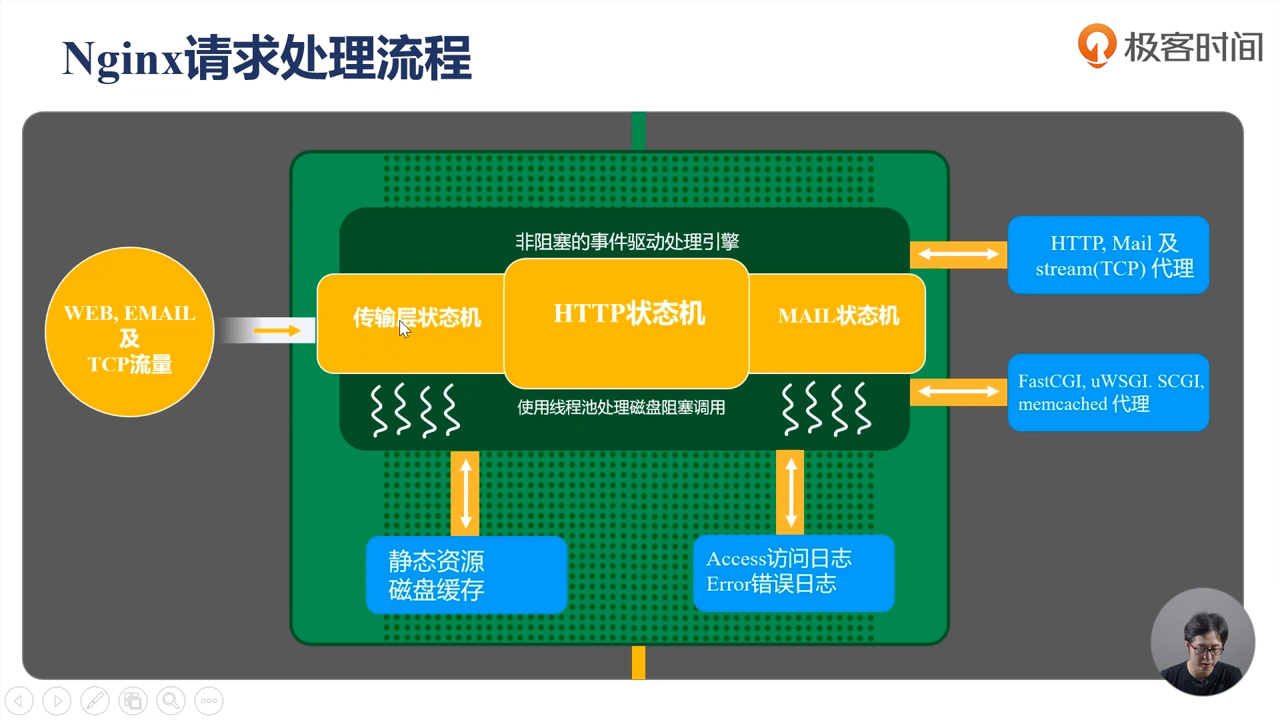 Nginx请求处理流程
极客时间
WEB, EMAIL
及
TCP流量
非阻塞的事件驱动处理引擎
传输层状态机
HTTP状态机
MAIL状态机
使用线程池处理磁盘阻塞调用
HTTP, Mail 及
stream(TCP) 代理
FastCGI, uWSGI. SCGI,
memcached 代理
静态资源
磁盘缓存
Access访问日志
Error错误日志